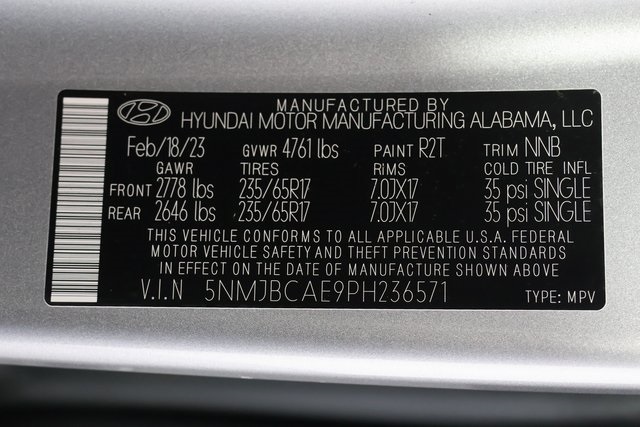 MANUFACTURED BY
HYUNDAI MOTOR MANUFACTURING ALABAMA, LLC
Feb/18/23 GVWR 4761 lbs PAINT R2T TRIM NNB
GAWR TIRES RIMS COLD TIRE INFL
FRONT 2778 lbs 235/65R17 7.0JX17 35 psi SINGLE
REAR 2646 lbs 235/65R17 7.0JX17 35 psi SINGLE
THIS VEHICLE CONFORMS TO ALL APPLICABLE U.S.A. FEDERAL
MOTOR VEHICLE SAFETY AND THEFT PREVENTION STANDARDS
IN EFFECT ON THE DATE OF MANUFACTURE SHOWN ABOVE
V.I.N 5NMJBCAE9PH236571 TYPE: MPV